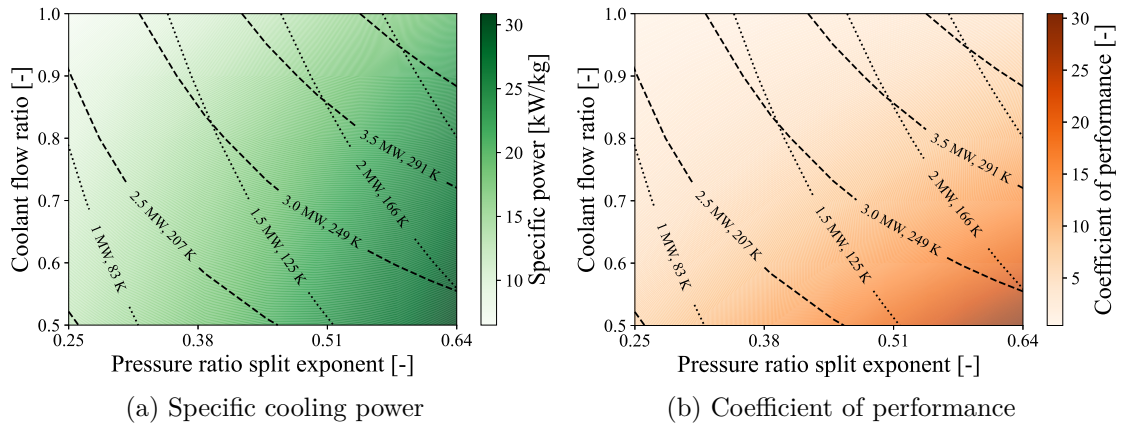 1.0
0.9
0.8
0.7
0.6
0.5
Coolant flow ratio [-]
0.25
0.38
0.51
0.64
Pressure ratio split exponent [-]
1 MW, 83 K
2.5 MW, 207 K
1.5 MW, 125 K
3.0 MW, 249 K
2 MW, 166 K
3.5 MW, 291 K
30
25
20
15
10
Specific power [kW/kg]
(a) Specific cooling power
1.0
0.9
0.8
0.7
0.6
0.5
Coolant flow ratio [-]
0.25
0.38
0.51
0.64
Pressure ratio split exponent [-]
1 MW, 83 K
2.5 MW, 207 K
1.5 MW, 125 K
3.0 MW, 249 K
2 MW, 166 K
3.5 MW, 291 K
30
25
20
15
10
5
Coefficient of performance [-]
(b) Coefficient of performance